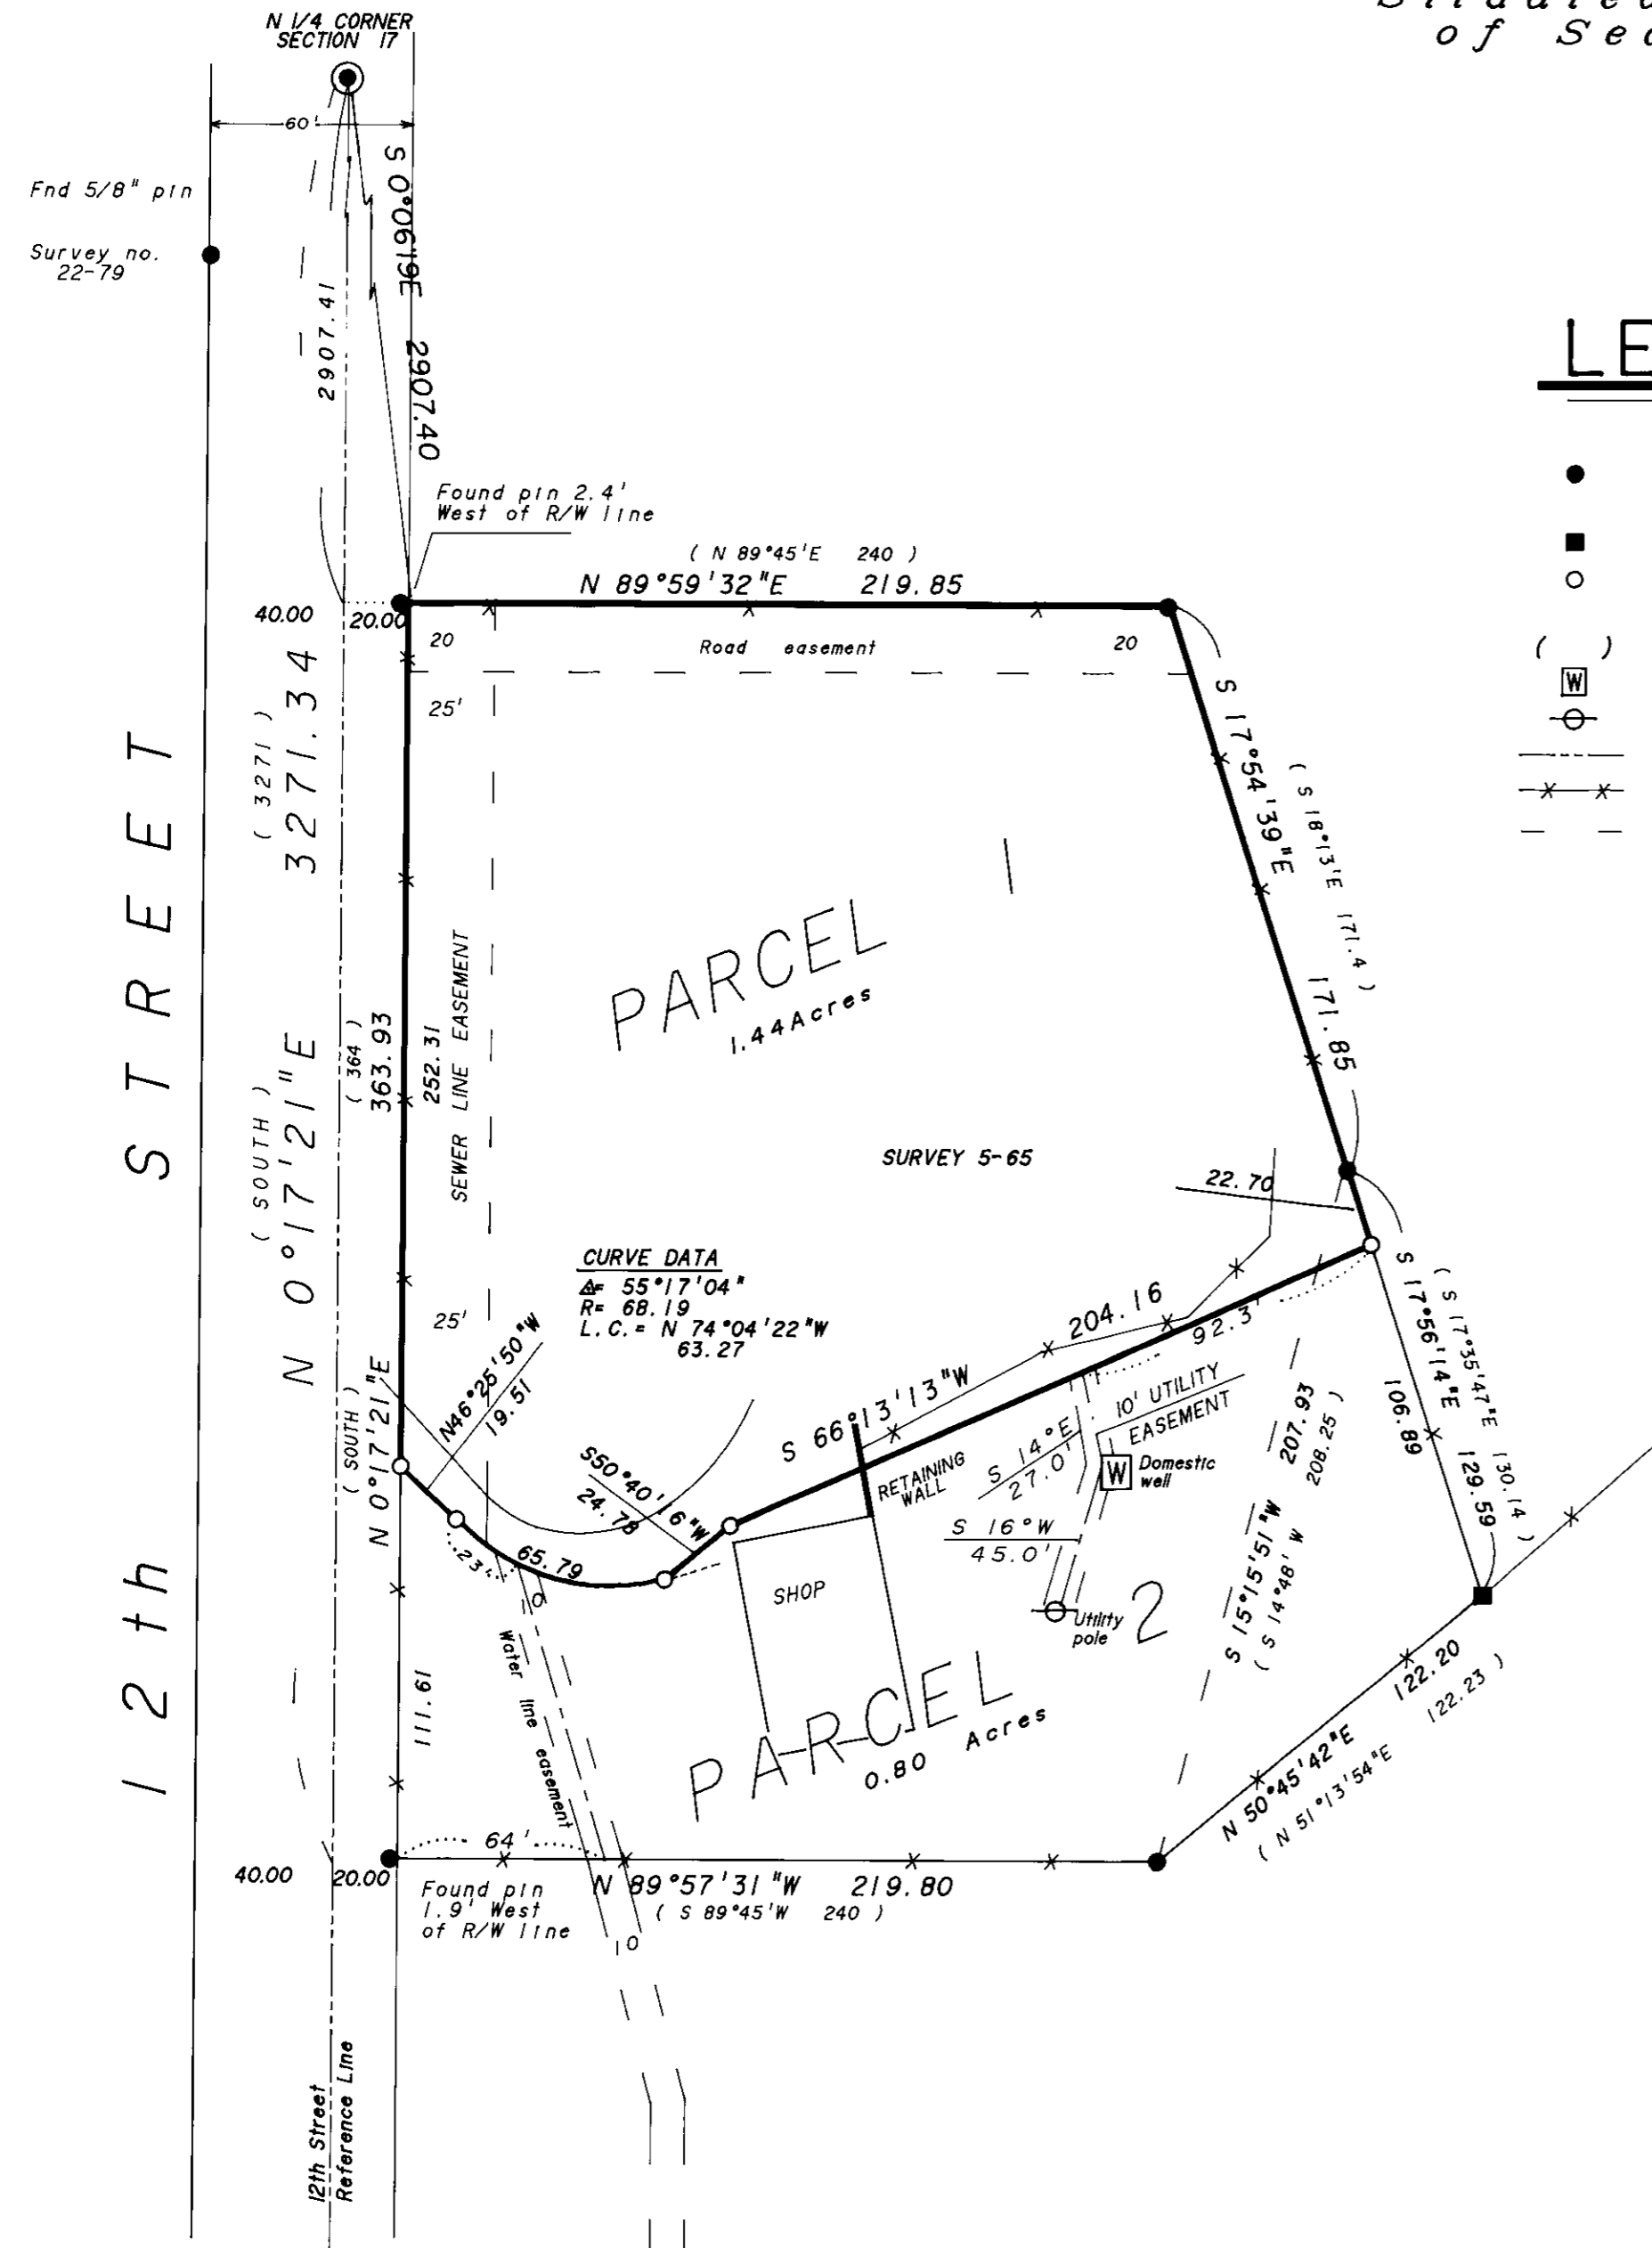 of Sec
N 1/4 CORNER
SECTION 17
60'
Fnd 5/8" pin
Survey no.
22-79
S 0°0619E 2907.40
2907.41
LE
Found pin 2.4'
West of R/W line
( N 89°45'E 240 )
N 89°59'32"E 219.85
40.00
20.00
20
Road easement
20
25'
( )
W
( 3271 )
N 0°17'21"E 3271.34
( SOUTH )
12th STREET
S 17°54'39"E 171.85
( S 18°13'E 171.4 )
PARCEL 1
1.44 Acres
( 364 )
363.93
252.31
SEWER LINE EASEMENT
SURVEY 5-65
22.70
CURVE DATA
Δ= 55°17'04"
R= 68.19
L.C.= N 74°04'22"W
63.27
25'
N46°25'50"W
19.51
N 0°17'21"E
( SOUTH )
S50°40'16"W
24.78
65.79
23'
10
S 66°13'13"W 204.16
92.3'
10' UTILITY
EASEMENT
RETAINING
WALL
S 14°E
27.0'
W
Domestic
well
S 16°W
45.0'
Utility
pole
SHOP
S 17°56'14"E 129.59
( S 17°35'47"E 130.14 )
106.89
S 15°15'51"W 207.93
( S 14°48' W 208.25 )
PARCEL 2
0.80 Acres
N 50°45'42"E 122.20
( N 51°13'54"E 122.23 )
111.61
Water line easement
64'
40.00
20.00
Found pin
1.9' West
of R/W line
N 89°57'31"W 219.80
( S 89°45'W 240 )
10
12th Street
Reference Line